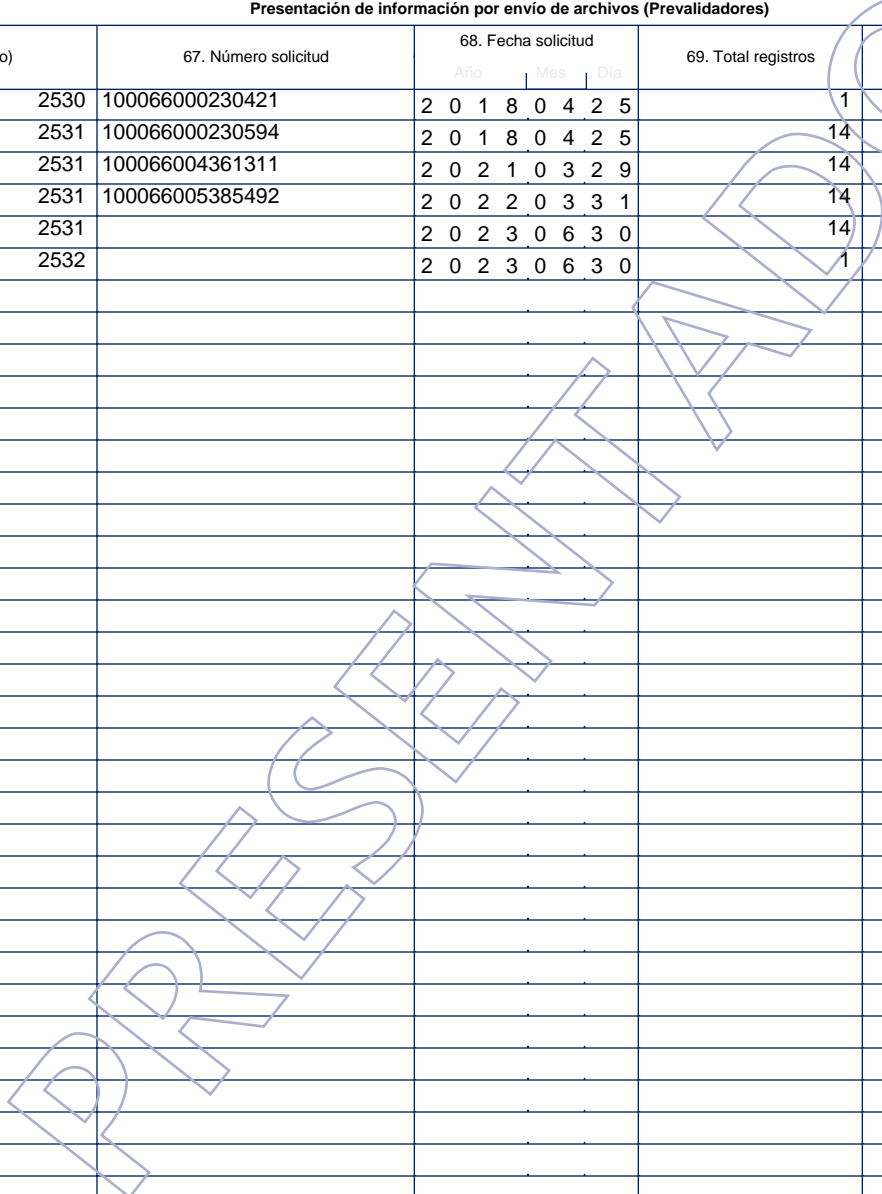 Presentación de información por envío de archivos (Prevalidadores)
o) 67. Número solicitud 68. Fecha solicitud 69. Total registros
Año Mes Día
2530 100066000230421 2 0 1 8 0 4 2 5 1
2531 100066000230594 2 0 1 8 0 4 2 5 14
2531 100066004361311 2 0 2 1 0 3 2 9 14
2531 100066005385492 2 0 2 2 0 3 3 1 14
2531 2 0 2 3 0 6 3 0 14
2532 2 0 2 3 0 6 3 0 1
PRESENTADO